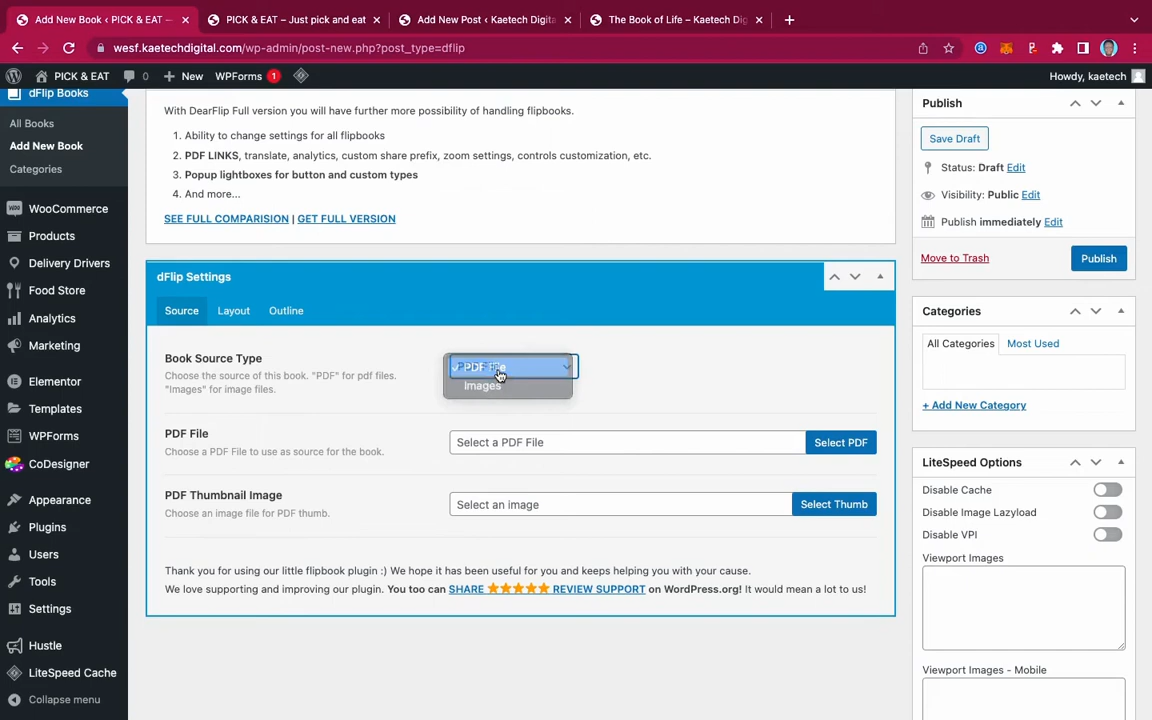 Add New Book ‹ PICK & EAT —
PICK & EAT – Just pick and eat
Add New Post ‹ Kaetech Digita
The Book of Life – Kaetech Dig
wesf.kaetechdigital.com/wp-admin/post-new.php?post_type=dflip
PICK & EAT
0
New
WPForms 1
Howdy, kaetech
dFlip Books
All Books
Add New Book
Categories
WooCommerce
Products
Delivery Drivers
Food Store
Analytics
Marketing
Elementor
Templates
WPForms
CoDesigner
Appearance
Plugins
Users
Tools
Settings
Hustle
LiteSpeed Cache
Collapse menu
With DearFlip Full version you will have further more possibility of handling flipbooks.
1. Ability to change settings for all flipbooks
2. PDF LINKS, translate, analytics, custom share prefix, zoom settings, controls customization, etc.
3. Popup lightboxes for button and custom types
4. And more...
SEE FULL COMPARISION | GET FULL VERSION
dFlip Settings
Source
Layout
Outline
Book Source Type
Choose the source of this book. "PDF" for pdf files.
"Images" for image files.
✓ PDF File
Images
PDF File
Choose a PDF File to use as source for the book.
Select a PDF File
Select PDF
PDF Thumbnail Image
Choose an image file for PDF thumb.
Select an image
Select Thumb
Thank you for using our little flipbook plugin :) We hope it has been useful for you and keeps helping you with your cause.
We love supporting and improving our plugin. You too can SHARE ⭐⭐⭐⭐⭐ REVIEW SUPPORT on WordPress.org! It would mean a lot to us!
Publish
Save Draft
Status: Draft Edit
Visibility: Public Edit
Publish immediately Edit
Move to Trash
Publish
Categories
All Categories
Most Used
+ Add New Category
LiteSpeed Options
Disable Cache
Disable Image Lazyload
Disable VPI
Viewport Images
Viewport Images - Mobile